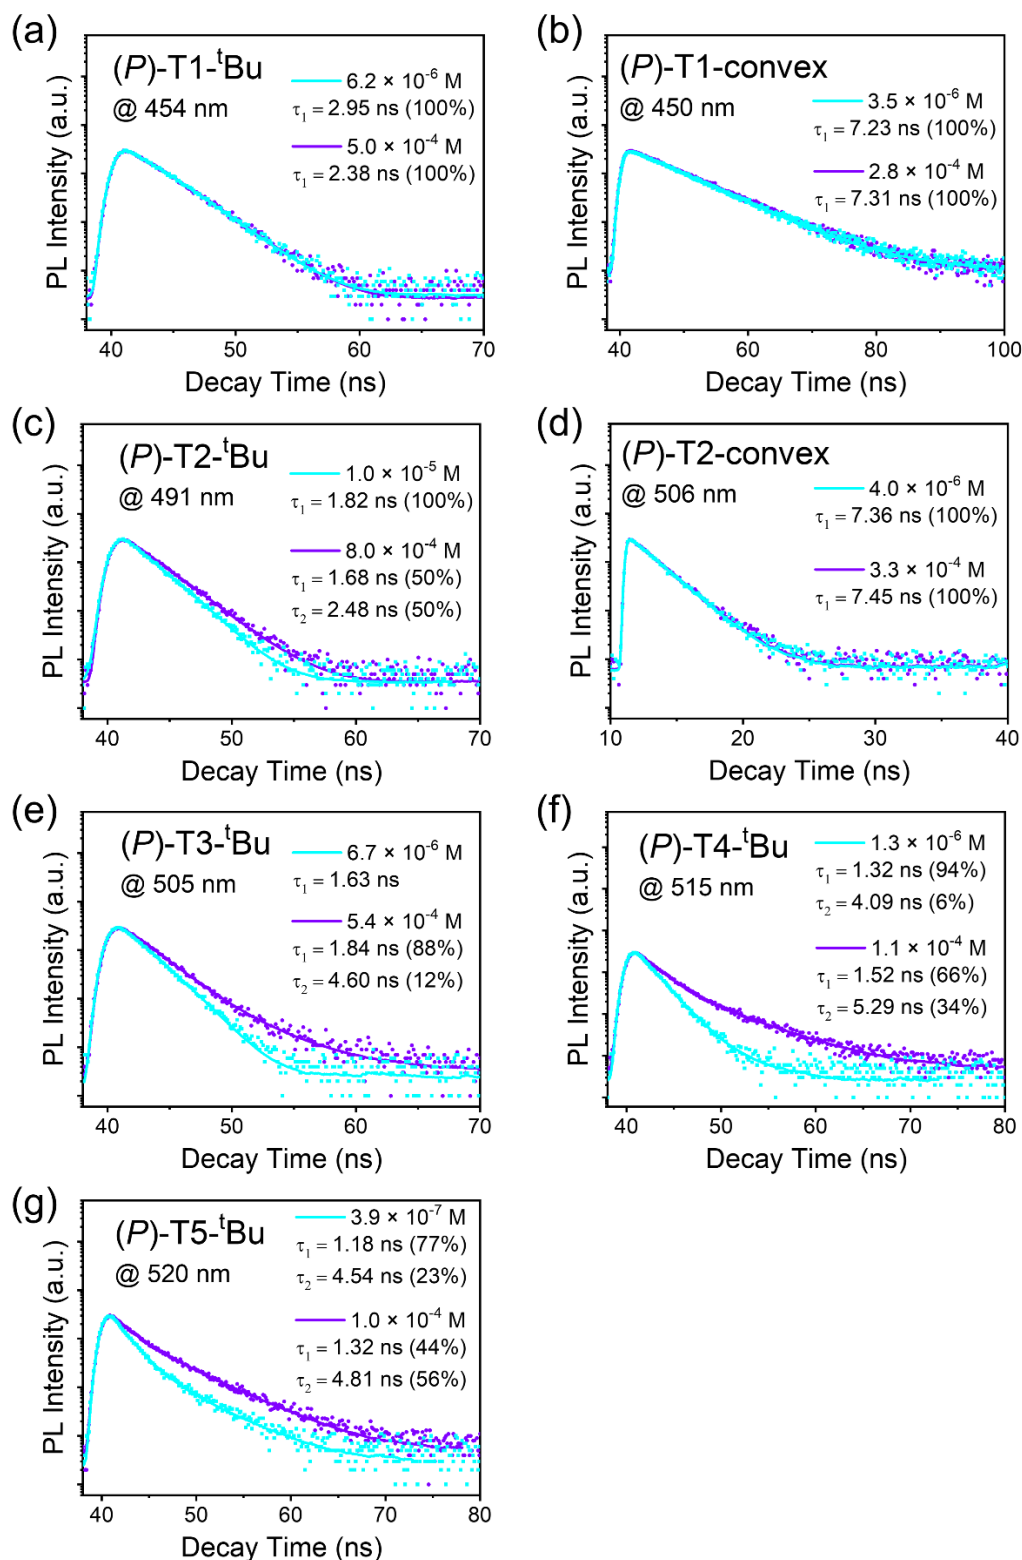 (a)
(P)-T1-ᵗBu
@ 454 nm
6.2 × 10⁻⁶ M
τ₁ = 2.95 ns (100%)
5.0 × 10⁻⁴ M
τ₁ = 2.38 ns (100%)
PL Intensity (a.u.)
40 50 60 70
Decay Time (ns)
(b)
(P)-T1-convex
@ 450 nm
3.5 × 10⁻⁶ M
τ₁ = 7.23 ns (100%)
2.8 × 10⁻⁴ M
τ₁ = 7.31 ns (100%)
PL Intensity (a.u.)
40 60 80 100
Decay Time (ns)
(c)
(P)-T2-ᵗBu
@ 491 nm
1.0 × 10⁻⁵ M
τ₁ = 1.82 ns (100%)
8.0 × 10⁻⁴ M
τ₁ = 1.68 ns (50%)
τ₂ = 2.48 ns (50%)
PL Intensity (a.u.)
40 50 60 70
Decay Time (ns)
(d)
(P)-T2-convex
@ 506 nm
4.0 × 10⁻⁶ M
τ₁ = 7.36 ns (100%)
3.3 × 10⁻⁴ M
τ₁ = 7.45 ns (100%)
PL Intensity (a.u.)
10 20 30 40
Decay Time (ns)
(e)
(P)-T3-ᵗBu
@ 505 nm
6.7 × 10⁻⁶ M
τ₁ = 1.63 ns
5.4 × 10⁻⁴ M
τ₁ = 1.84 ns (88%)
τ₂ = 4.60 ns (12%)
PL Intensity (a.u.)
40 50 60 70
Decay Time (ns)
(f)
(P)-T4-ᵗBu
@ 515 nm
1.3 × 10⁻⁶ M
τ₁ = 1.32 ns (94%)
τ₂ = 4.09 ns (6%)
1.1 × 10⁻⁴ M
τ₁ = 1.52 ns (66%)
τ₂ = 5.29 ns (34%)
PL Intensity (a.u.)
40 50 60 70 80
Decay Time (ns)
(g)
(P)-T5-ᵗBu
@ 520 nm
3.9 × 10⁻⁷ M
τ₁ = 1.18 ns (77%)
τ₂ = 4.54 ns (23%)
1.0 × 10⁻⁴ M
τ₁ = 1.32 ns (44%)
τ₂ = 4.81 ns (56%)
PL Intensity (a.u.)
40 50 60 70 80
Decay Time (ns)